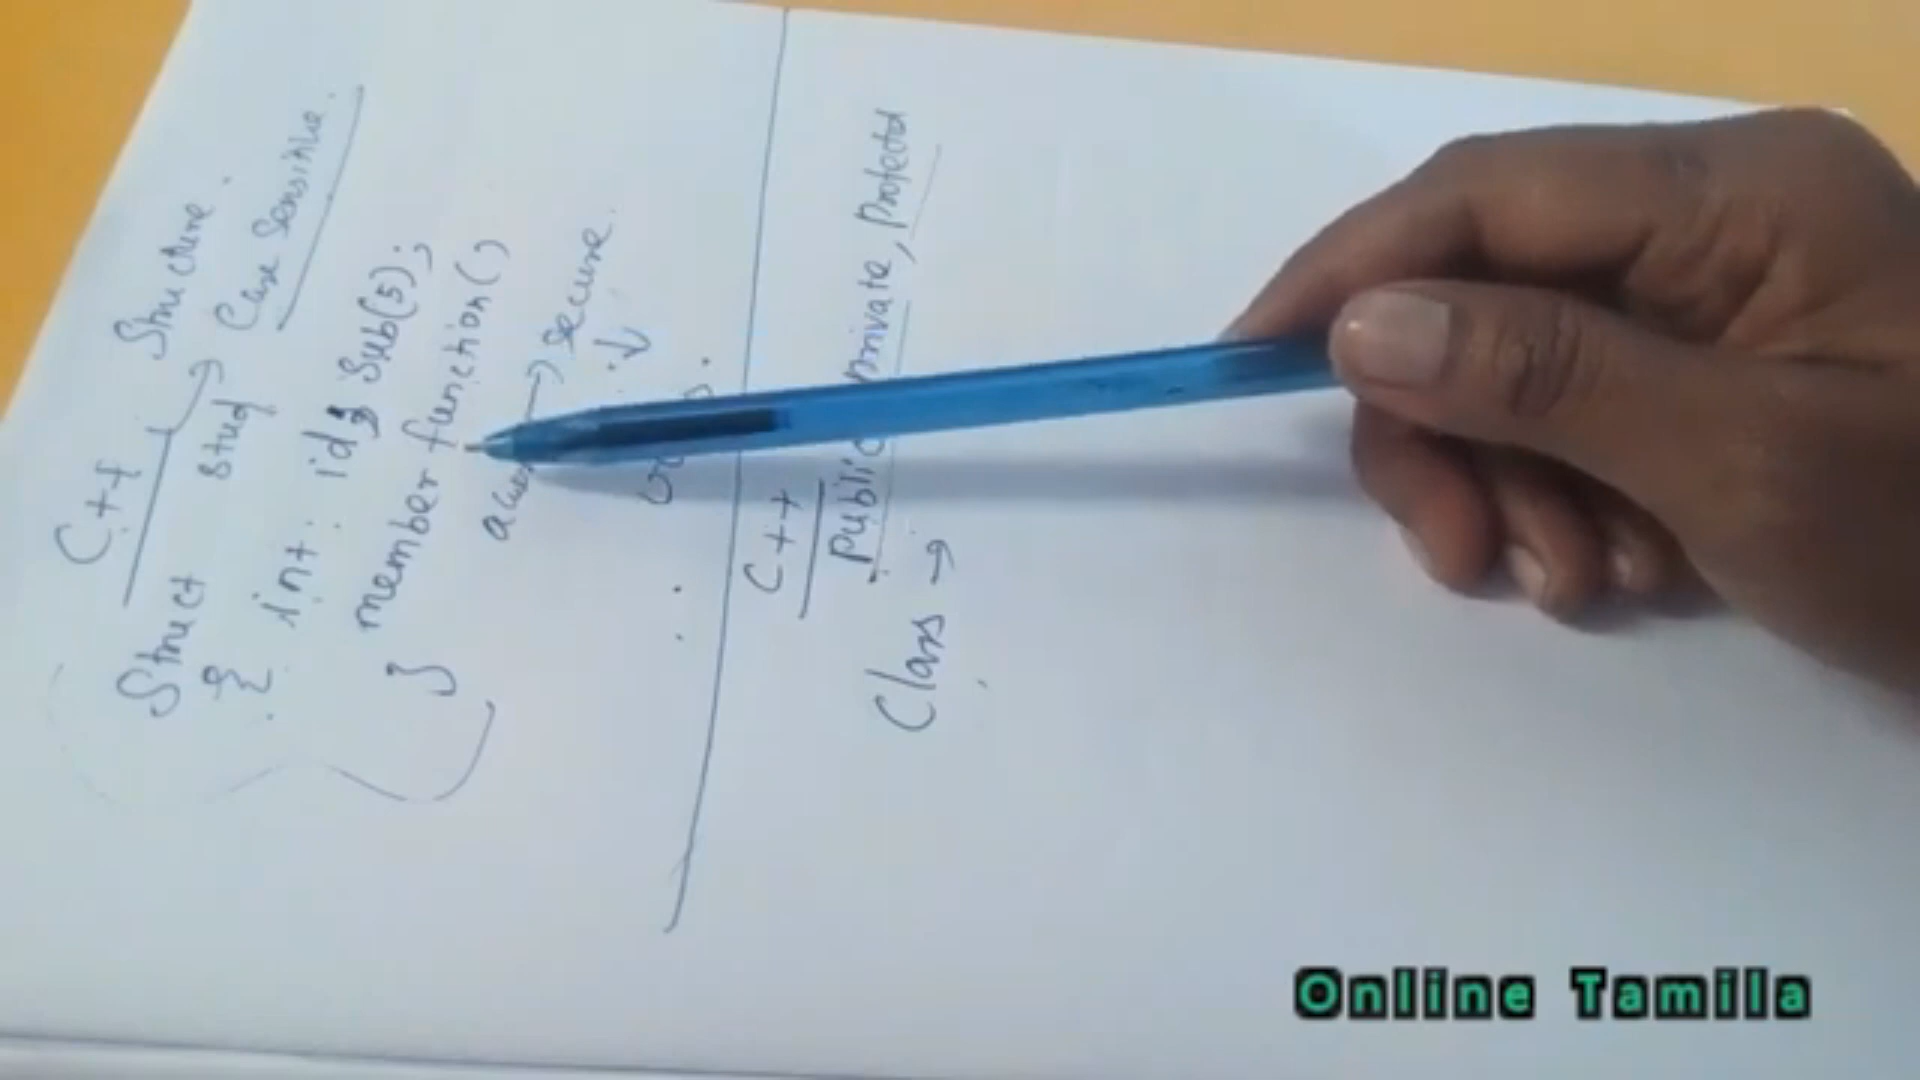 C++ Structure.
Struct stud Case Sensitive.
{ int: id; Sub(5);
} member function();
secure.
C++
public, private, Protected
Class →
Online Tamila